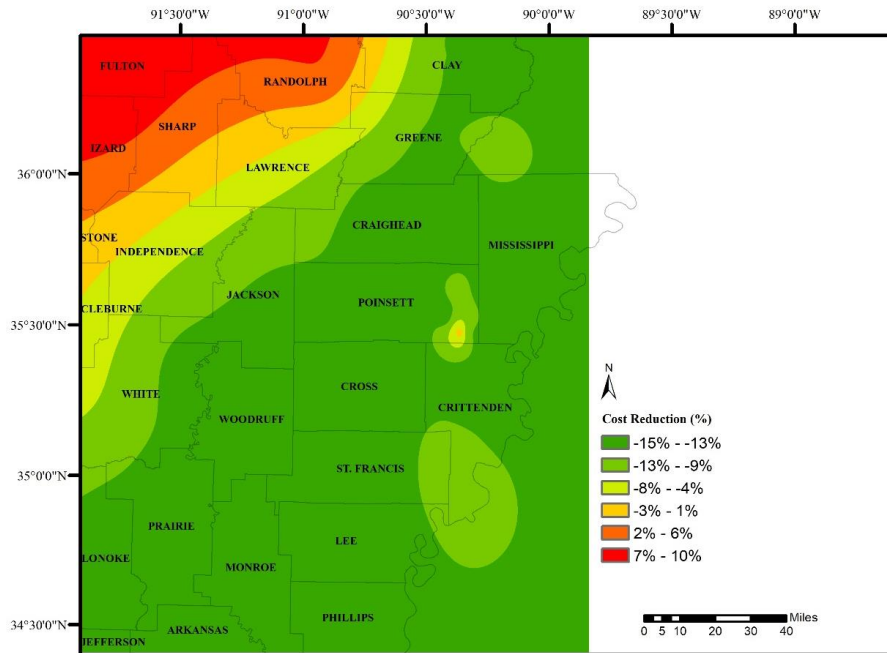 91°30'0"W 91°0'0"W 90°30'0"W 90°0'0"W 89°30'0"W 89°0'0"W
FULTON
CLAY
RANDOLPH
SHARP
GREENE
IZARD
36°0'0"N
LAWRENCE
CRAIGHEAD
STONE
MISSISSIPPI
INDEPENDENCE
JACKSON
POINSETT
CLEBURNE
35°30'0"N
N
CROSS
WHITE
CRITTENDEN
WOODRUFF
Cost Reduction (%)
-15% - -13%
-13% - -9%
-8% - -4%
-3% - 1%
2% - 6%
7% - 10%
ST. FRANCIS
35°0'0"N
PRAIRIE
LEE
LONOKE
MONROE
PHILLIPS
Miles
0 5 10 20 30 40
34°30'0"N
ARKANSAS
JEFFERSON